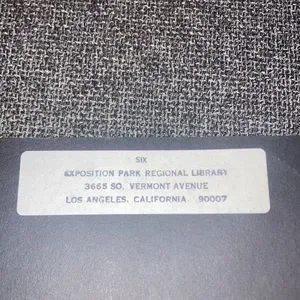 SIX
EXPOSITION PARK REGIONAL LIBRARY
3665 SO. VERMONT AVENUE
LOS ANGELES, CALIFORNIA 90007